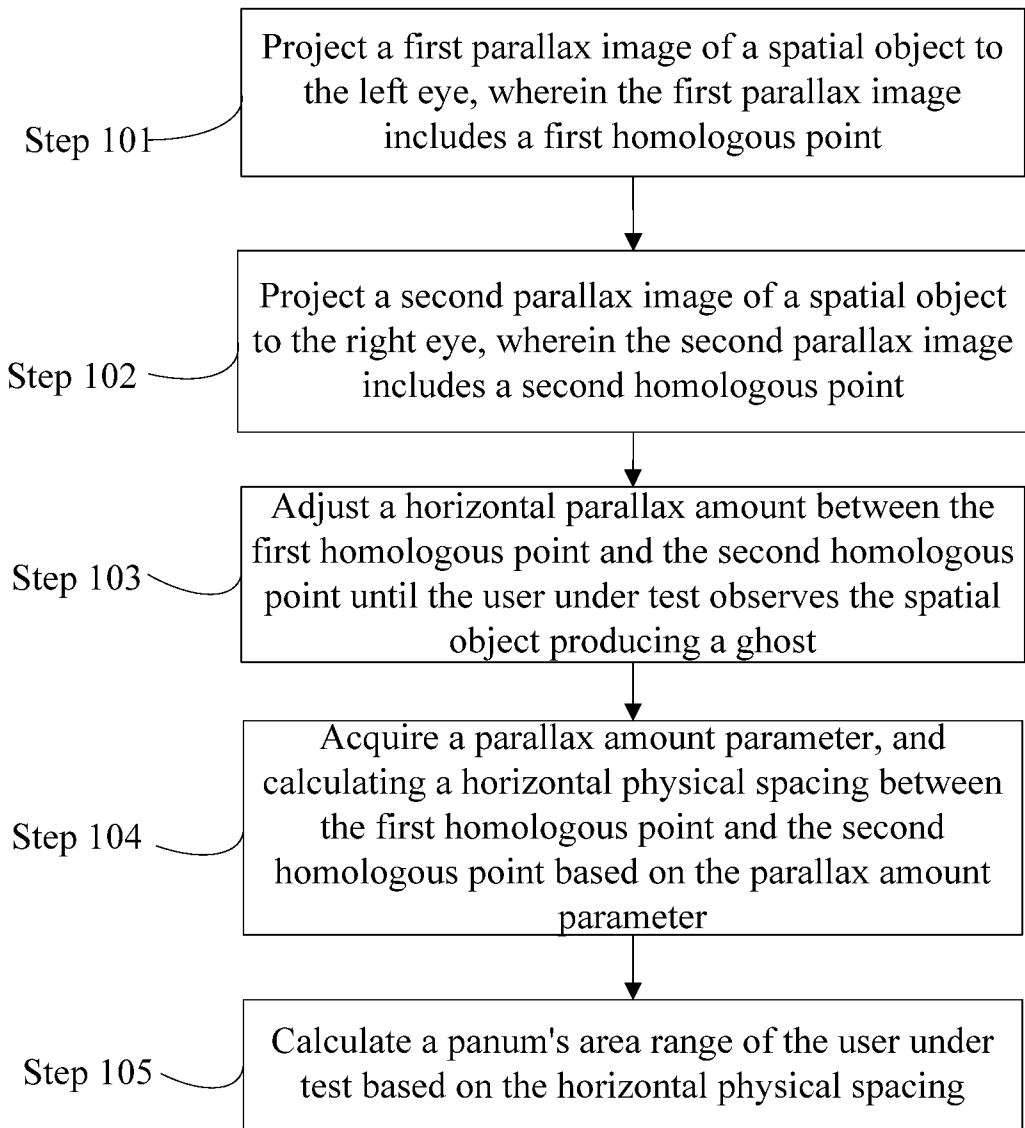 Project a first parallax image of a spatial object to
the left eye, wherein the first parallax image
includes a first homologous point
Step 101
Project a second parallax image of a spatial object
to the right eye, wherein the second parallax image
includes a second homologous point
Step 102
Adjust a horizontal parallax amount between the
first homologous point and the second homologous
point until the user under test observes the spatial
object producing a ghost
Step 103
Acquire a parallax amount parameter, and
calculating a horizontal physical spacing between
the first homologous point and the second
homologous point based on the parallax amount
parameter
Step 104
Calculate a panum's area range of the user under
test based on the horizontal physical spacing
Step 105